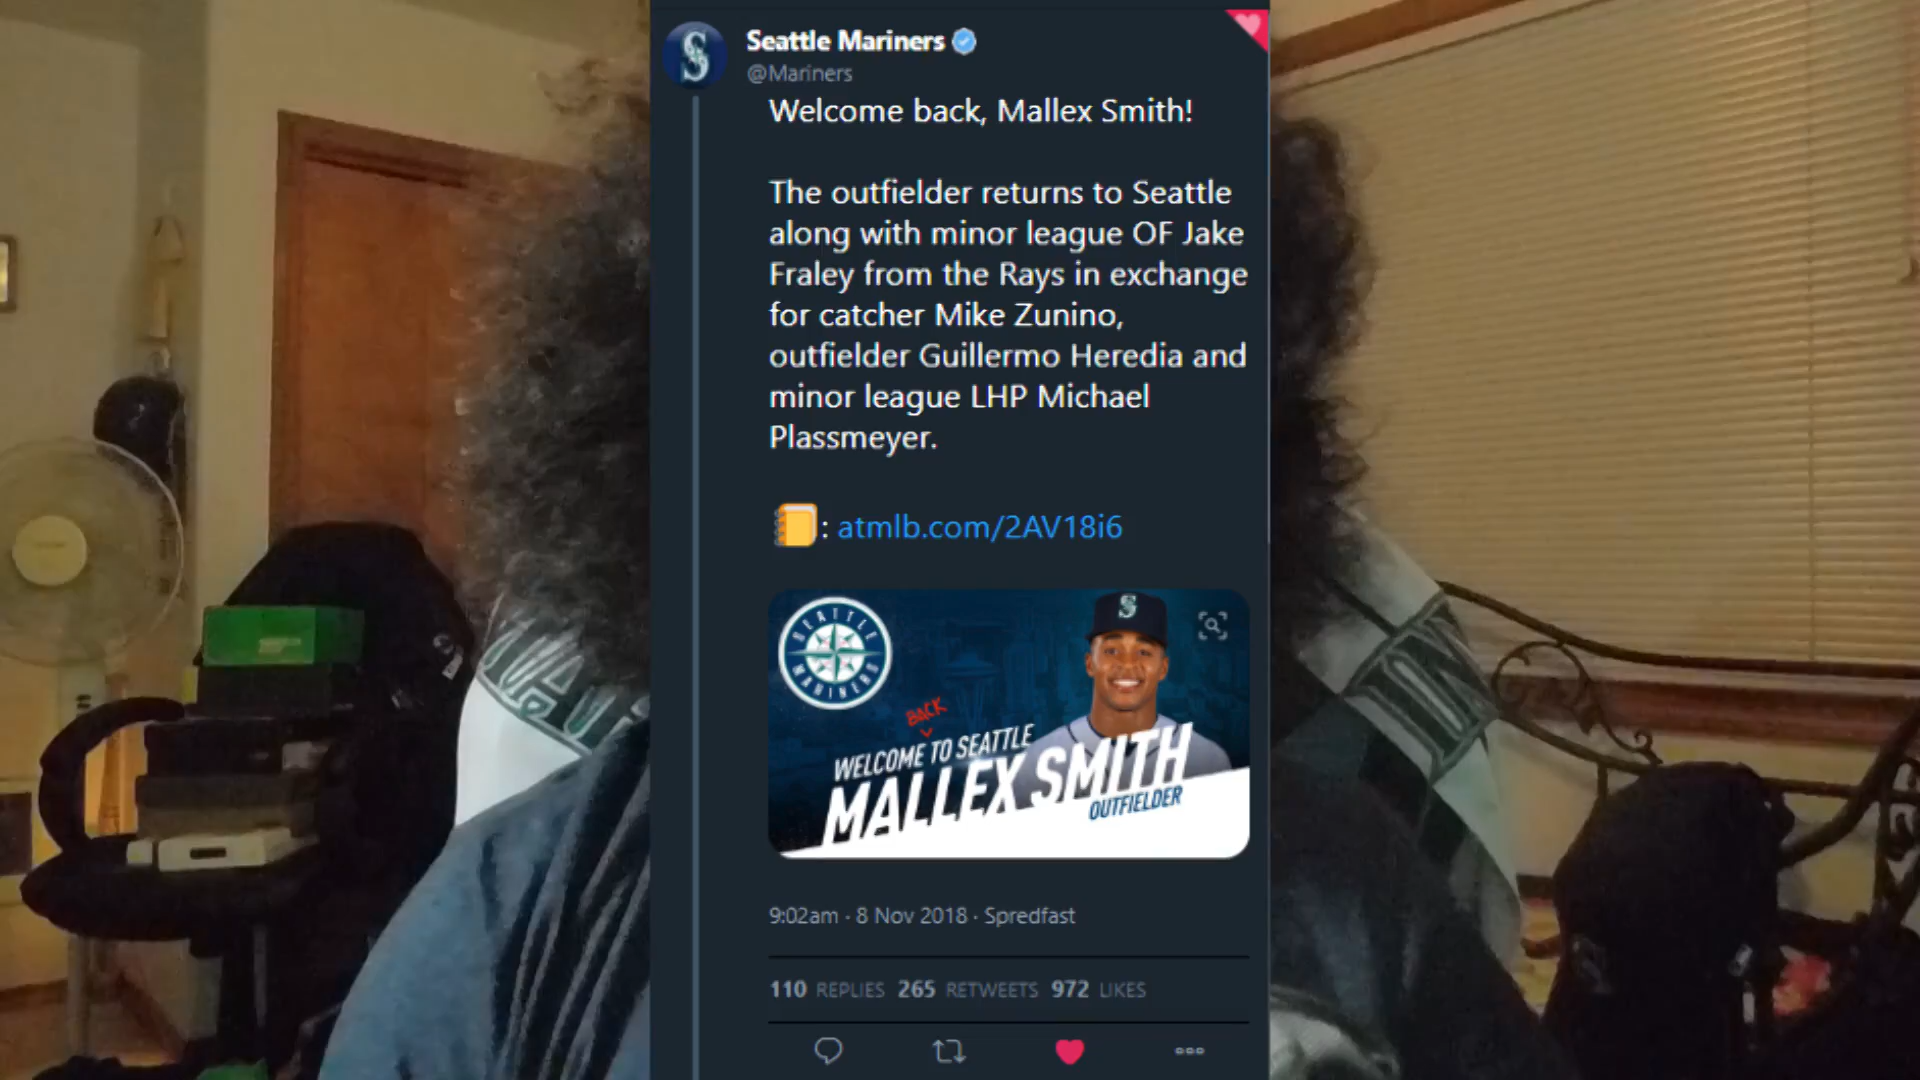 Seattle Mariners
@Mariners
Welcome back, Mallex Smith!
The outfielder returns to Seattle
along with minor league OF Jake
Fraley from the Rays in exchange
for catcher Mike Zunino,
outfielder Guillermo Heredia and
minor league LHP Michael
Plassmeyer.
: atmlb.com/2AV18i6
SEATTLE
MARINERS
BACK
WELCOME TO SEATTLE
MALLEX SMITH
OUTFIELDER
9:02am · 8 Nov 2018 · Spredfast
110 REPLIES 265 RETWEETS 972 LIKES